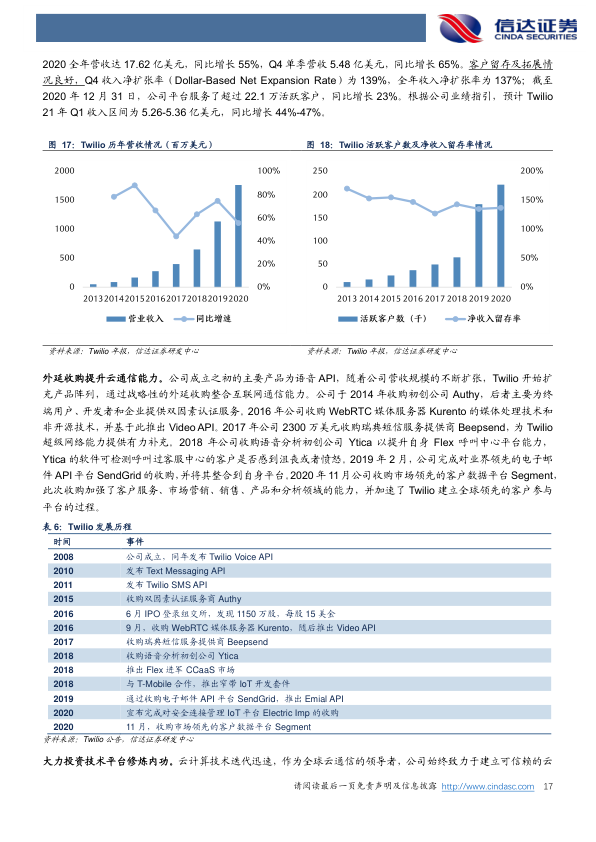 信达证券
CINDA SECURITIES
2020 全年营收达 17.62 亿美元，同比增长 55%，Q4 单季营收 5.48 亿美元，同比增长 65%。客户留存及拓展情
况良好，Q4 收入净扩张率（Dollar-Based Net Expansion Rate）为 139%，全年收入净扩张率为 137%；截至
2020 年 12 月 31 日，公司平台服务了超过 22.1 万活跃客户，同比增长 23%。根据公司业绩指引，预计 Twilio
21 年 Q1 收入区间为 5.26-5.36 亿美元，同比增长 44%-47%。
图 17：Twilio 历年营收情况（百万美元）
2000
1500
1000
500
0
100%
80%
60%
40%
20%
0%
2013 2014 2015 2016 2017 2018 2019 2020
营业收入 同比增速
资料来源：Twilio 年报，信达证券研发中心
图 18：Twilio 活跃客户数及净收入留存率情况
250
200
150
100
50
0
200%
150%
100%
50%
0%
2013 2014 2015 2016 2017 2018 2019 2020
活跃客户数（千） 净收入留存率
资料来源：Twilio 年报，信达证券研发中心
外延收购提升云通信能力。公司成立之初的主要产品为语音 API，随着公司营收规模的不断扩张，Twilio 开始扩
充产品阵列，通过战略性的外延收购整合互联网通信能力。公司于 2014 年收购初创公司 Authy，后者主要为终
端用户、开发者和企业提供双因素认证服务。2016 年公司收购 WebRTC 媒体服务器 Kurento 的媒体处理技术和
非开源技术，并基于此推出 Video API。2017 年公司 2300 万美元收购瑞典短信服务提供商 Beepsend，为 Twilio
超级网络能力提供有力补充。2018 年公司收购语音分析初创公司 Ytica 以提升自身 Flex 呼叫中心平台能力，
Ytica 的软件可检测呼叫过客服中心的客户是否感到沮丧或者愤怒。2019 年 2 月，公司完成对业界领先的电子邮
件 API 平台 SendGrid 的收购，并将其整合到自身平台。2020 年 11 月公司收购市场领先的客户数据平台 Segment，
此次收购加强了客户服务、市场营销、销售、产品和分析领域的能力，并加速了 Twilio 建立全球领先的客户参与
平台的过程。
表 6：Twilio 发展历程
时间 事件
2008 公司成立，同年发布 Twilio Voice API
2010 发布 Text Messaging API
2011 发布 Twilio SMS API
2015 收购双因素认证服务商 Authy
2016 6 月 IPO 登录纽交所，发现 1150 万股，每股 15 美金
2016 9 月，收购 WebRTC 媒体服务器 Kurento，随后推出 Video API
2017 收购瑞典短信服务提供商 Beepsend
2018 收购语音分析初创公司 Ytica
2018 推出 Flex 进军 CCaaS 市场
2018 与 T-Mobile 合作，推出窄带 IoT 开发套件
2019 通过收购电子邮件 API 平台 SendGrid，推出 Emial API
2020 宣布完成对安全连接管理 IoT 平台 Electric Imp 的收购
2020 11 月，收购市场领先的客户数据平台 Segment
资料来源：Twilio 公告，信达证券研发中心
大力投资技术平台修炼内功。云计算技术迭代迅速，作为全球云通信的领导者，公司始终致力于建立可信赖的云
请阅读最后一页免责声明及信息披露 http://www.cindasc.com 17